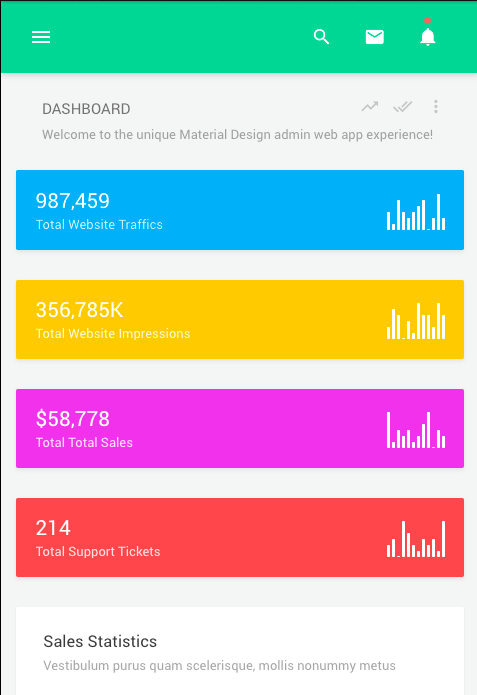 DASHBOARD
Welcome to the unique Material Design admin web app experience!
987,459
Total Website Traffics
356,785K
Total Website Impressions
$58,778
Total Total Sales
214
Total Support Tickets
Sales Statistics
Vestibulum purus quam scelerisque, mollis nonummy metus